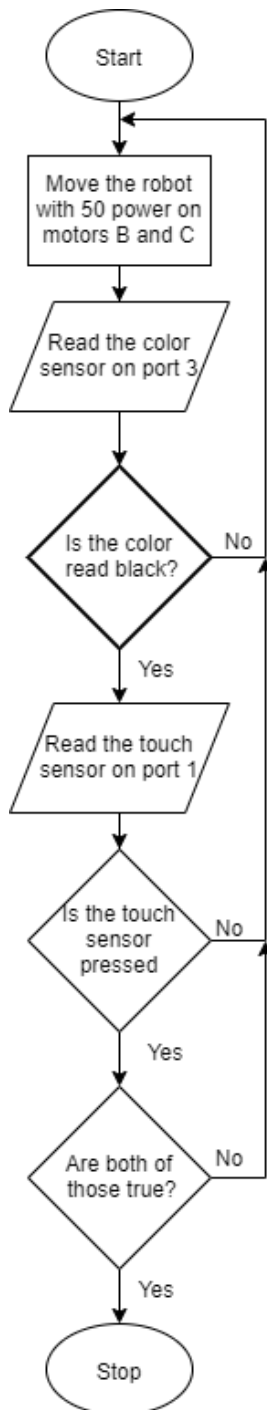 Start
Move the robot
with 50 power on
motors B and C
Read the color
sensor on port 3
Is the color
read black?
No
Yes
Read the touch
sensor on port 1
Is the touch
sensor
pressed
No
Yes
Are both of
those true?
No
Yes
Stop